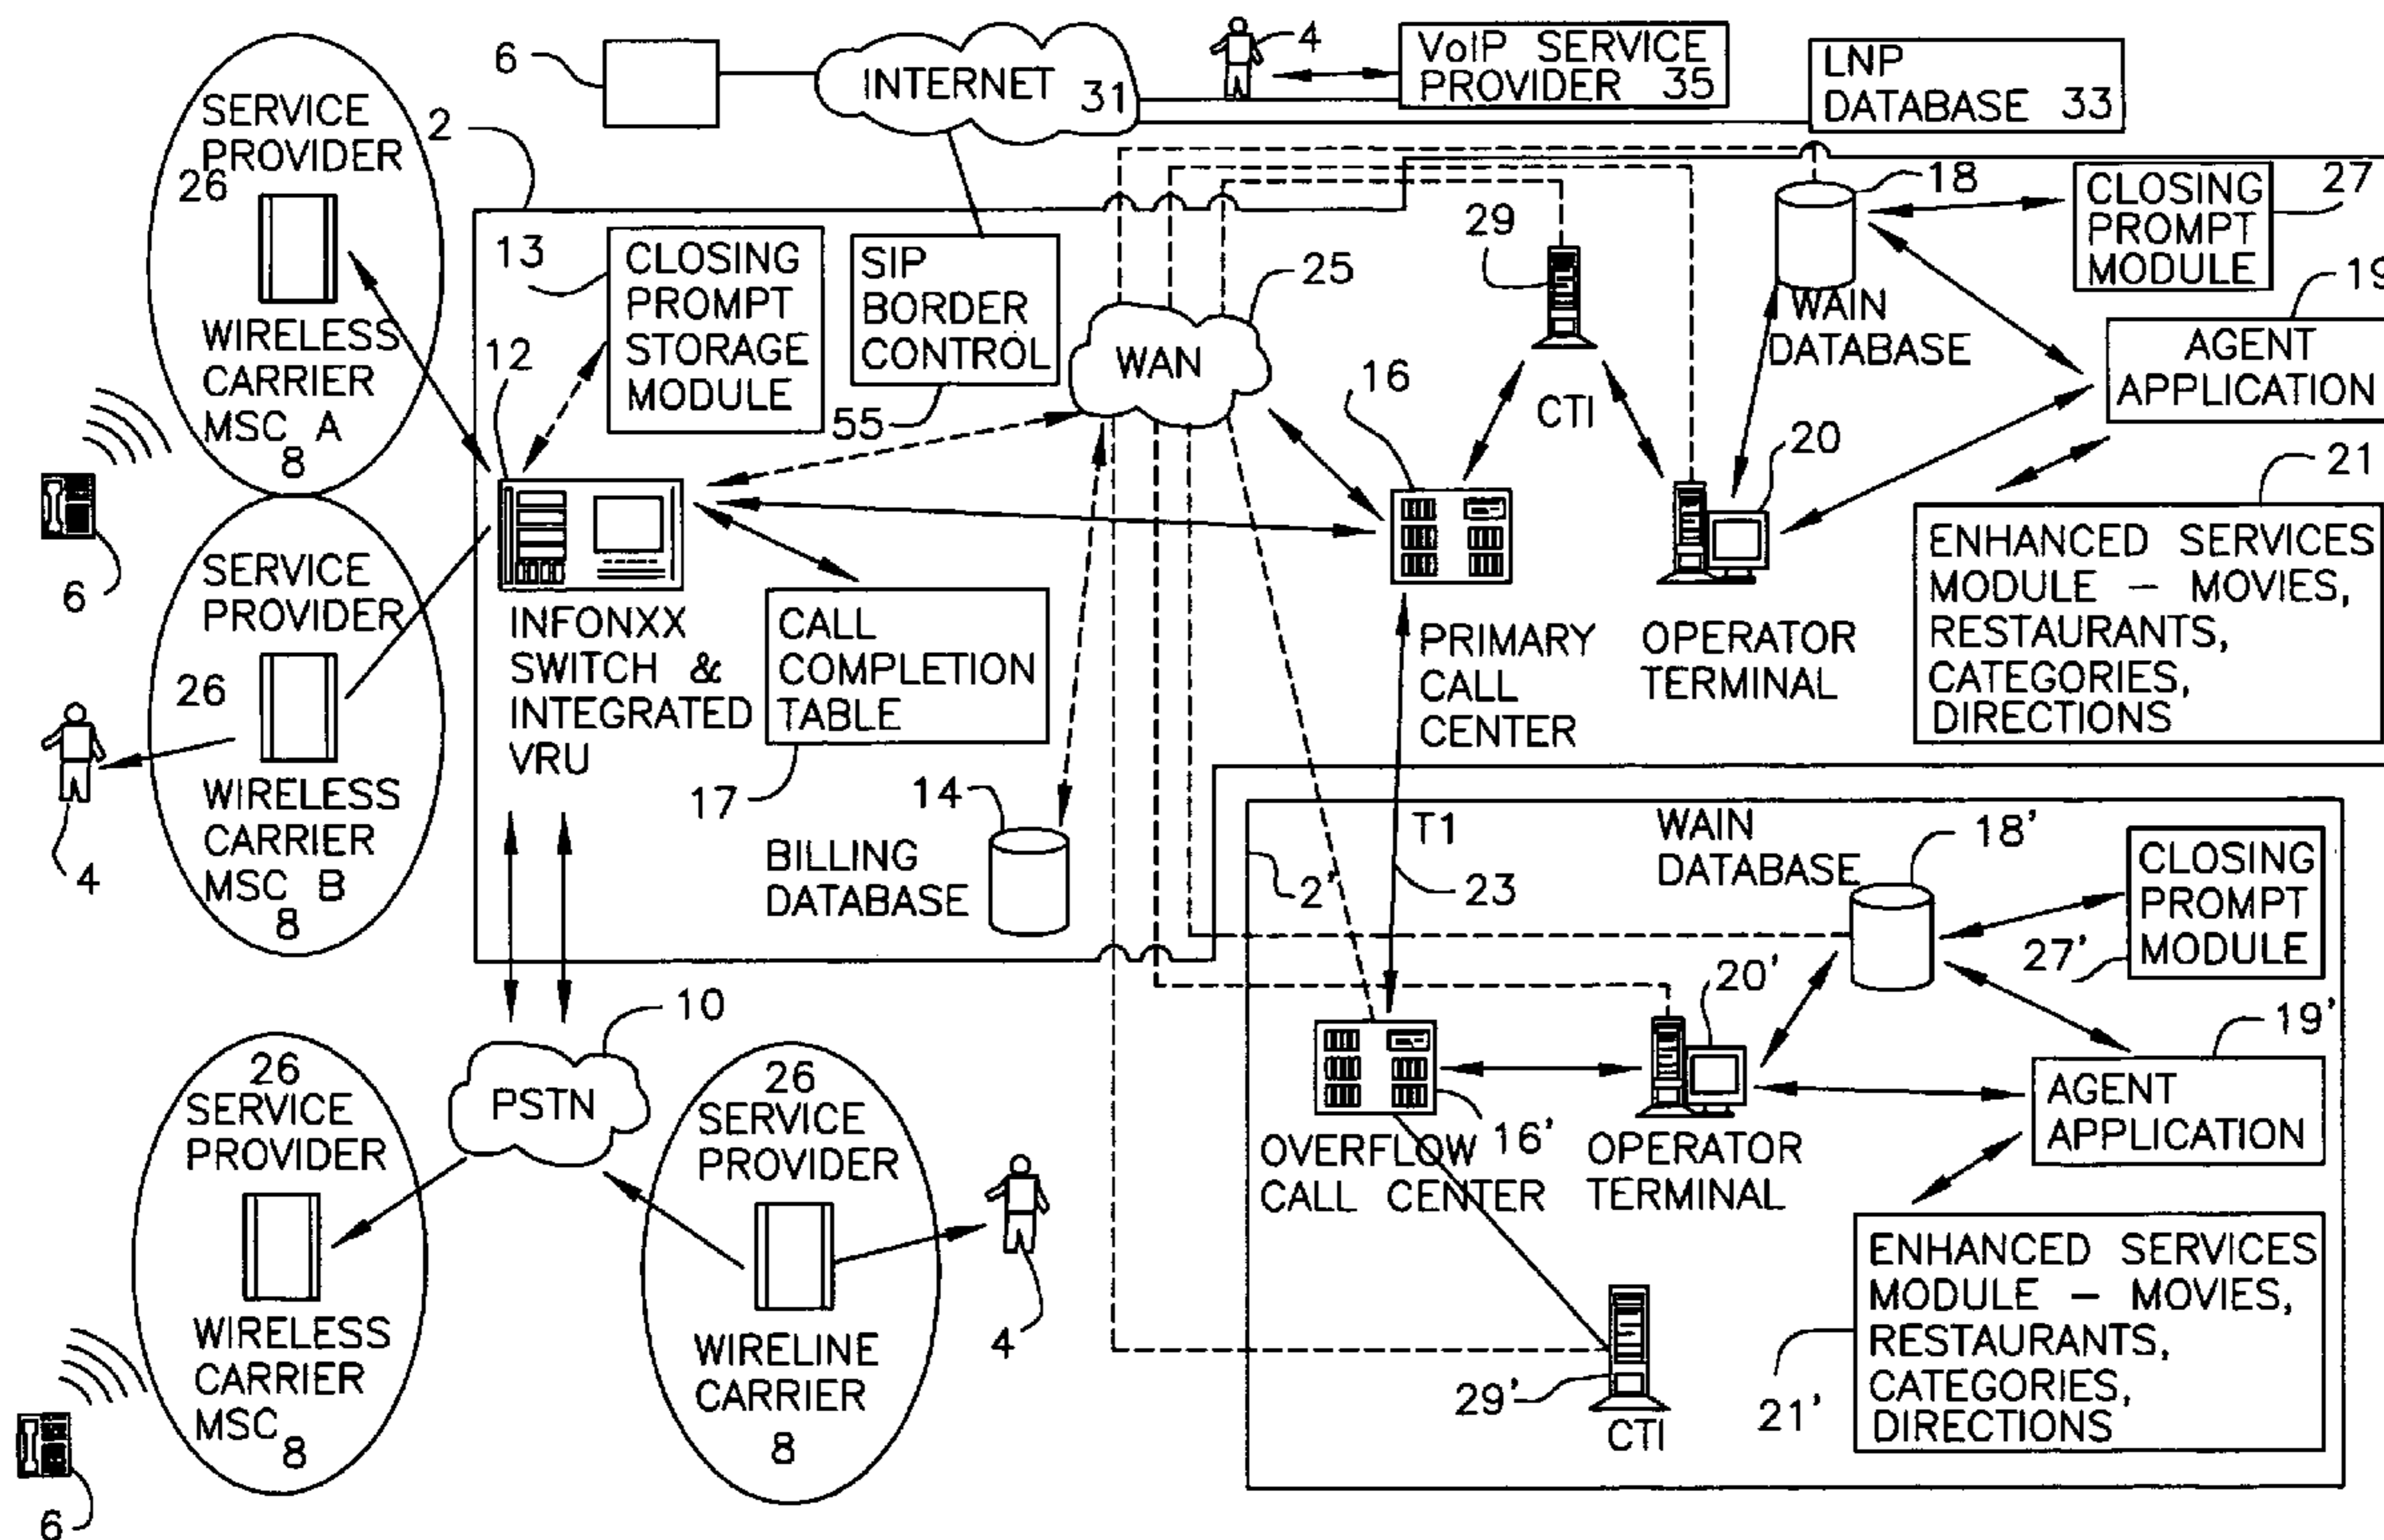 6
INTERNET 31
4
VoIP SERVICE
PROVIDER 35
LNP
DATABASE 33
SERVICE
PROVIDER
26
WIRELESS
CARRIER
MSC A
8
2
13
CLOSING
PROMPT
STORAGE
MODULE
12
SIP
BORDER
CONTROL
55
WAN
25
29
CTI
16
18
WAIN
DATABASE
CLOSING
PROMPT
MODULE
27
19
AGENT
APPLICATION
20
21
6
SERVICE
PROVIDER
26
WIRELESS
CARRIER
MSC B
8
4
INFONXX
SWITCH &
INTEGRATED
VRU
CALL
COMPLETION
TABLE
17
14
BILLING
DATABASE
PRIMARY
CALL
CENTER
OPERATOR
TERMINAL
ENHANCED SERVICES
MODULE – MOVIES,
RESTAURANTS,
CATEGORIES,
DIRECTIONS
T1
23
2'
WAIN
DATABASE
18'
CLOSING
PROMPT
MODULE
27'
20'
19'
AGENT
APPLICATION
OVERFLOW
CALL CENTER
16'
OPERATOR
TERMINAL
ENHANCED SERVICES
MODULE – MOVIES,
RESTAURANTS,
CATEGORIES,
DIRECTIONS
21'
29'
CTI
10
PSTN
26
SERVICE
PROVIDER
WIRELESS
CARRIER
MSC
8
6
26
SERVICE
PROVIDER
WIRELINE
CARRIER
8
4